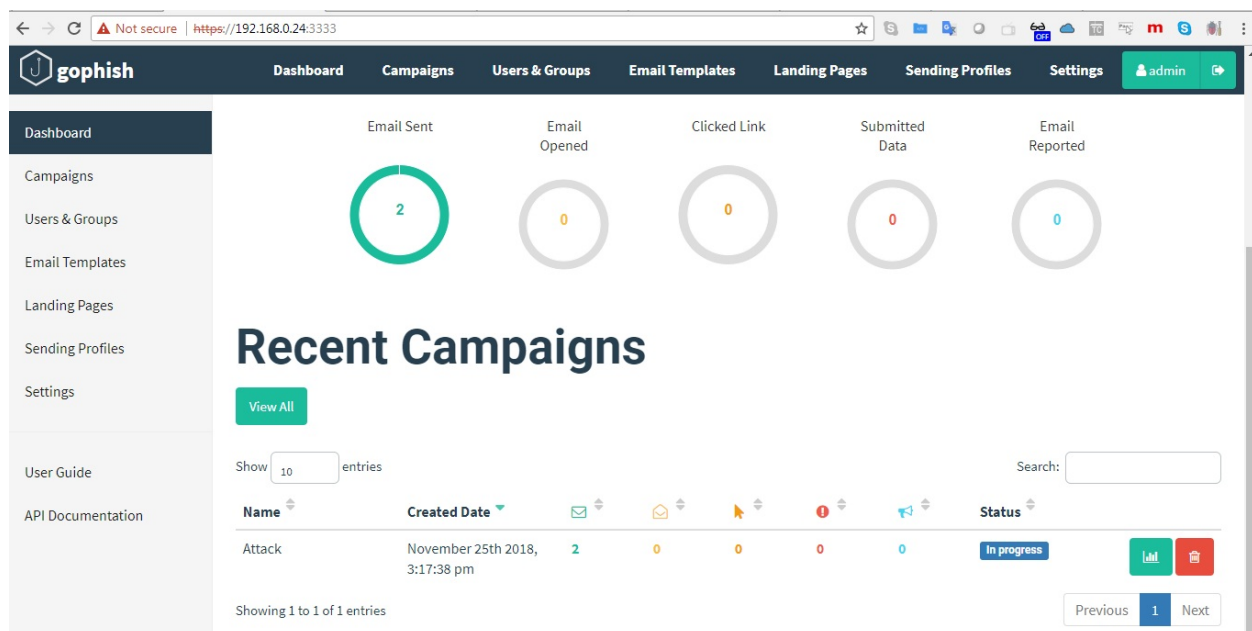 Not secure | https://192.168.0.24:3333
OFF
TC
m
gophish
Dashboard Campaigns Users & Groups Email Templates Landing Pages Sending Profiles Settings admin
Dashboard
Campaigns
Users & Groups
Email Templates
Landing Pages
Sending Profiles
Settings
User Guide
API Documentation
Email Sent
Email
Opened
Clicked Link
Submitted
Data
Email
Reported
2 0 0 0 0
Recent Campaigns
View All
Show 10 entries
Search:
Name Created Date Status
Attack November 25th 2018, 2 0 0 0 0 In progress
3:17:38 pm
Showing 1 to 1 of 1 entries
Previous 1 Next